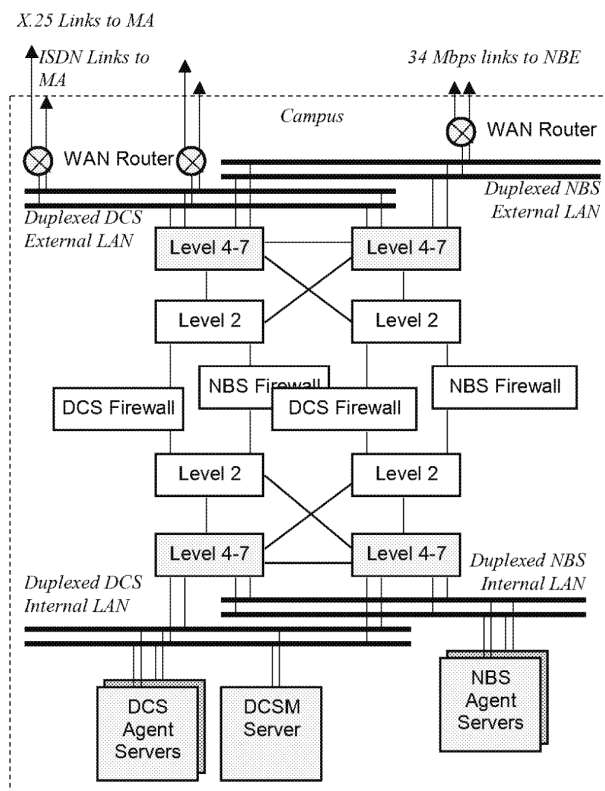 X.25 Links to MA
ISDN Links to
MA
34 Mbps links to NBE
Campus
WAN Router
WAN Router
Duplexed DCS
External LAN
Duplexed NBS
External LAN
Level 4-7
Level 4-7
Level 2
Level 2
DCS Firewall
NBS Firewall
DCS Firewall
NBS Firewall
Level 2
Level 2
Level 4-7
Level 4-7
Duplexed DCS
Internal LAN
Duplexed NBS
Internal LAN
DCS
Agent
Servers
DCSM
Server
NBS
Agent
Servers